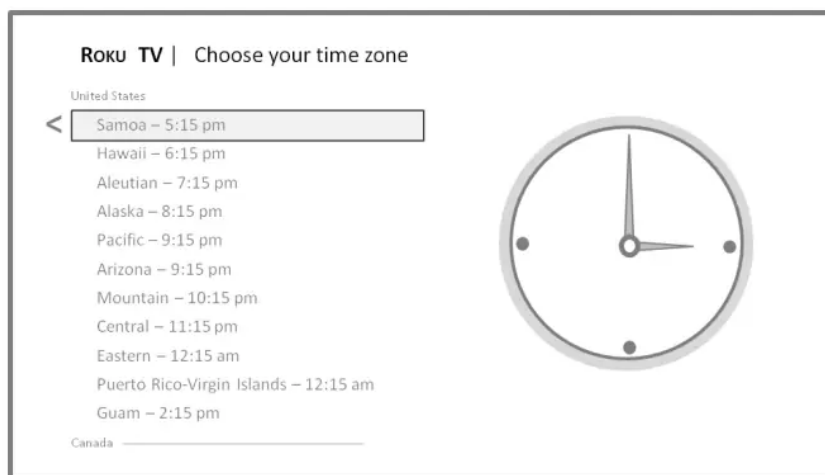 ROKU TV | Choose your time zone
United States
<
Samoa – 5:15 pm
Hawaii – 6:15 pm
Aleutian – 7:15 pm
Alaska – 8:15 pm
Pacific – 9:15 pm
Arizona – 9:15 pm
Mountain – 10:15 pm
Central – 11:15 pm
Eastern – 12:15 am
Puerto Rico-Virgin Islands – 12:15 am
Guam – 2:15 pm
Canada